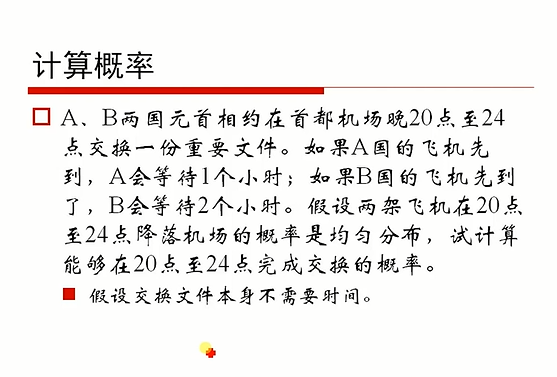 计算概率
A、B两国元首相约在首都机场晚20点至24
点交换一份重要文件。如果A国的飞机先
到，A会等待1个小时；如果B国的飞机先到
了，B会等待2个小时。假设两架飞机在20点
至24点降落机场的概率是均匀分布，试计算
能够在20点至24点完成交换的概率。
假设交换文件本身不需要时间。